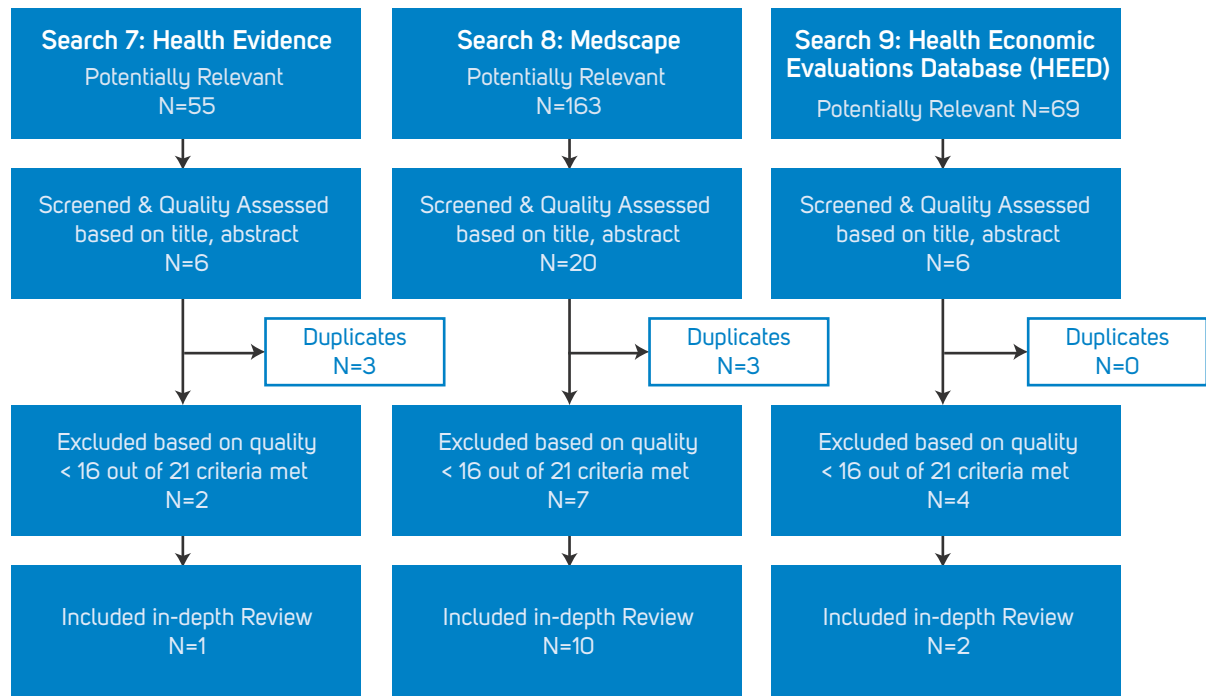 Search 7: Health Evidence
Potentially Relevant
N=55
Search 8: Medscape
Potentially Relevant
N=163
Search 9: Health Economic
Evaluations Database (HEED)
Potentially Relevant N=69
Screened & Quality Assessed
based on title, abstract
N=6
Screened & Quality Assessed
based on title, abstract
N=20
Screened & Quality Assessed
based on title, abstract
N=6
Duplicates
N=3
Duplicates
N=3
Duplicates
N=0
Excluded based on quality
< 16 out of 21 criteria met
N=2
Excluded based on quality
< 16 out of 21 criteria met
N=7
Excluded based on quality
< 16 out of 21 criteria met
N=4
Included in-depth Review
N=1
Included in-depth Review
N=10
Included in-depth Review
N=2